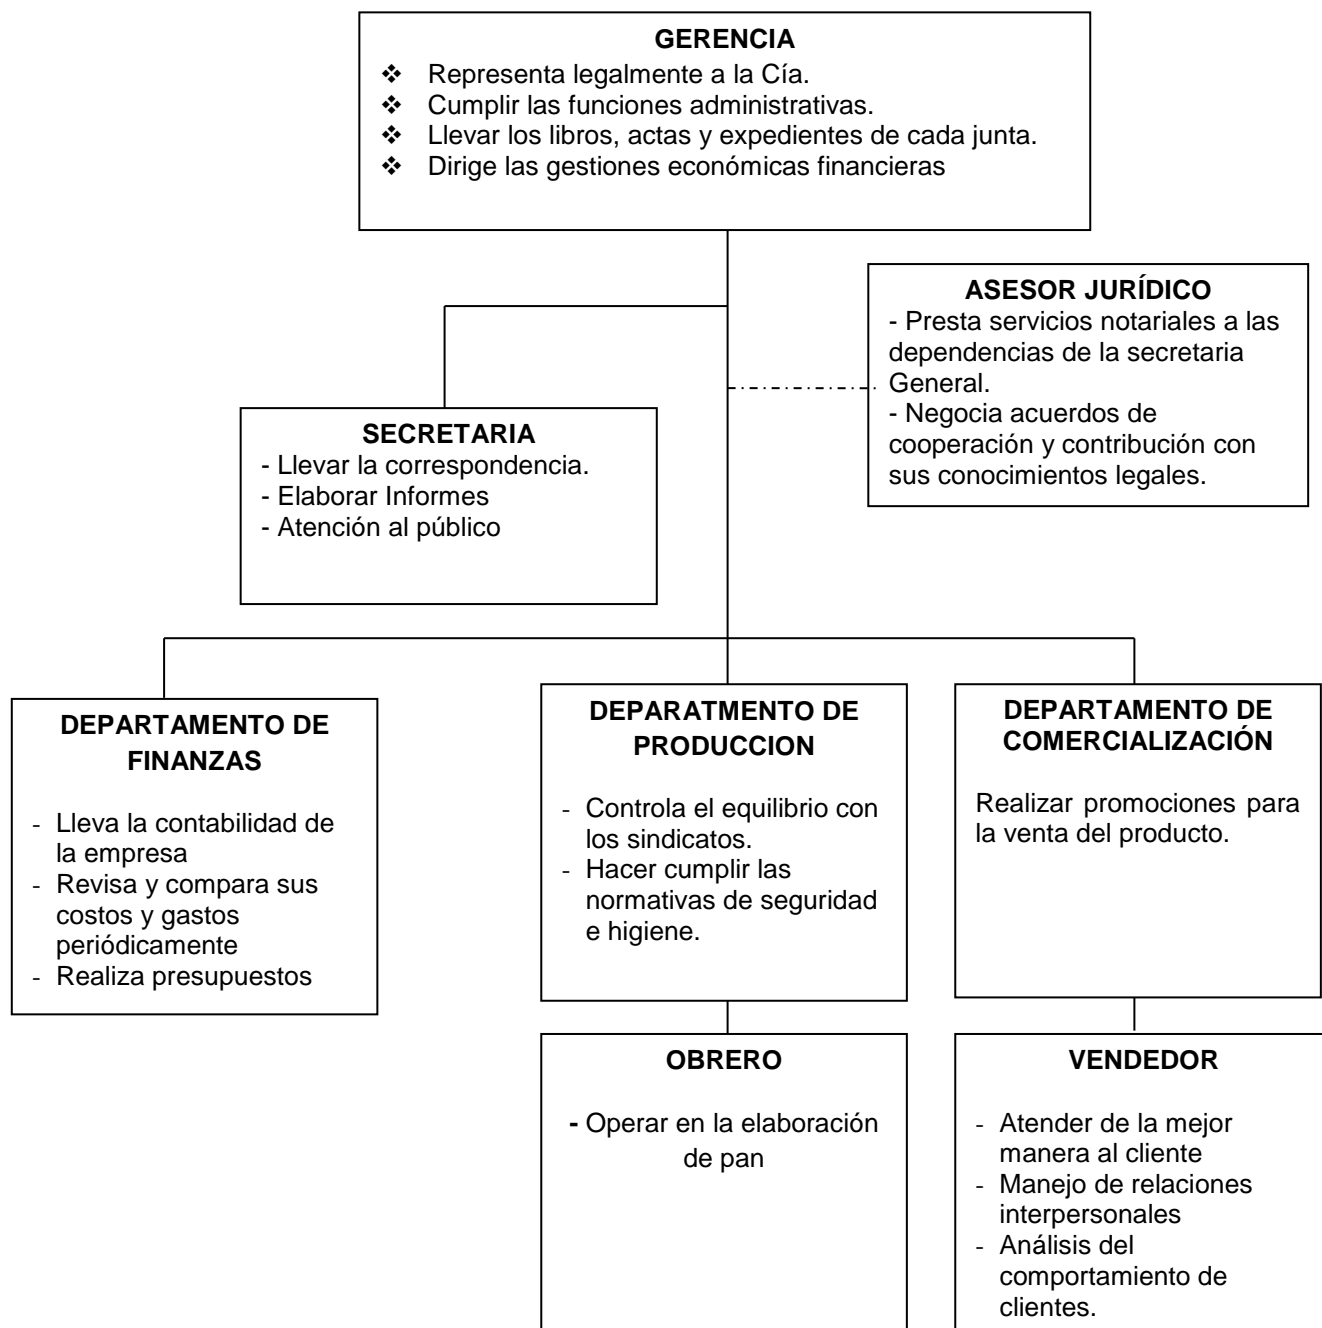 GERENCIA
❖ Representa legalmente a la Cía.
❖ Cumplir las funciones administrativas.
❖ Llevar los libros, actas y expedientes de cada junta.
❖ Dirige las gestiones económicas financieras
ASESOR JURÍDICO
- Presta servicios notariales a las
dependencias de la secretaria
General.
- Negocia acuerdos de
cooperación y contribución con
sus conocimientos legales.
SECRETARIA
- Llevar la correspondencia.
- Elaborar Informes
- Atención al público
DEPARTAMENTO DE
FINANZAS
- Lleva la contabilidad de
la empresa
- Revisa y compara sus
costos y gastos
periódicamente
- Realiza presupuestos
DEPARATMENTO DE
PRODUCCION
- Controla el equilibrio con
los sindicatos.
- Hacer cumplir las
normativas de seguridad
e higiene.
DEPARTAMENTO DE
COMERCIALIZACIÓN
Realizar promociones para
la venta del producto.
OBRERO
- Operar en la elaboración
de pan
VENDEDOR
- Atender de la mejor
manera al cliente
- Manejo de relaciones
interpersonales
- Análisis del
comportamiento de
clientes.